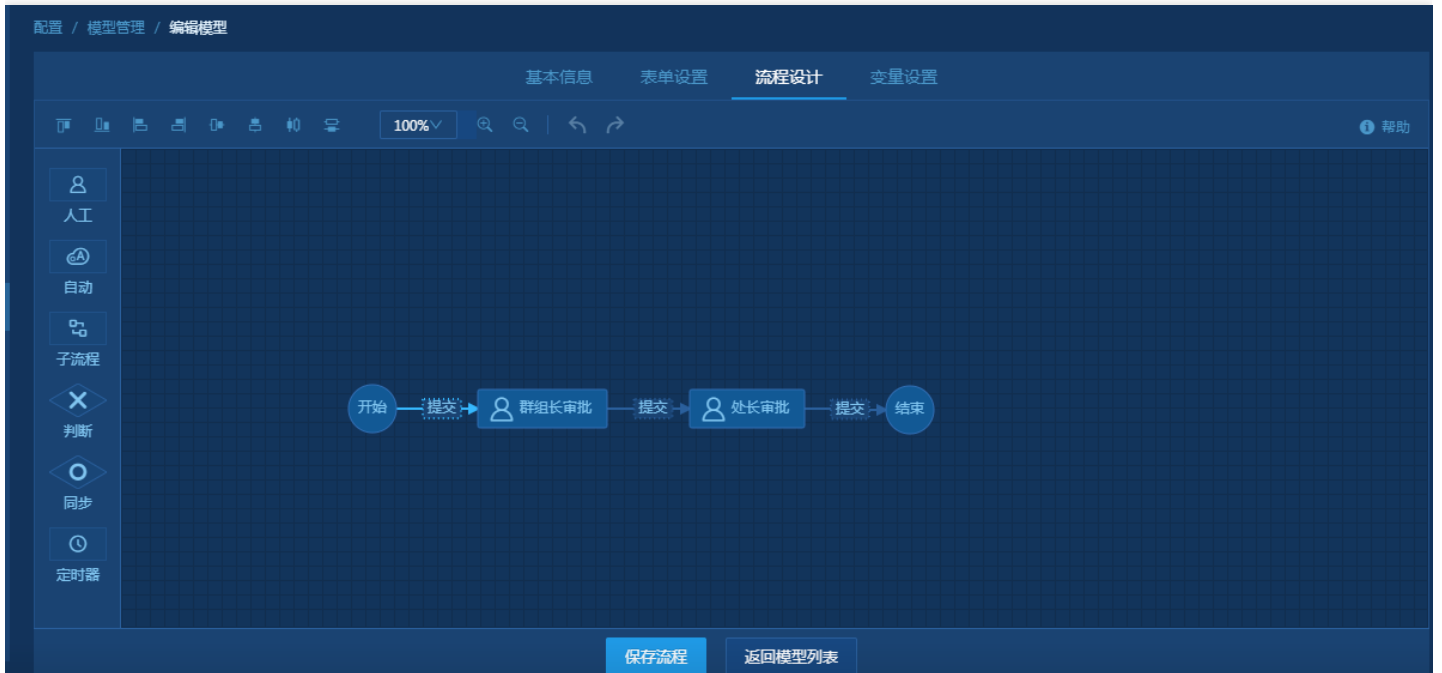 配置 / 模型管理 / 编辑模型
基本信息 表单设置 流程设计 变量设置
100% 帮助
人工
自动
子流程
判断
同步
定时器
开始 提交 群组长审批 提交 处长审批 提交 结束
保存流程 返回模型列表